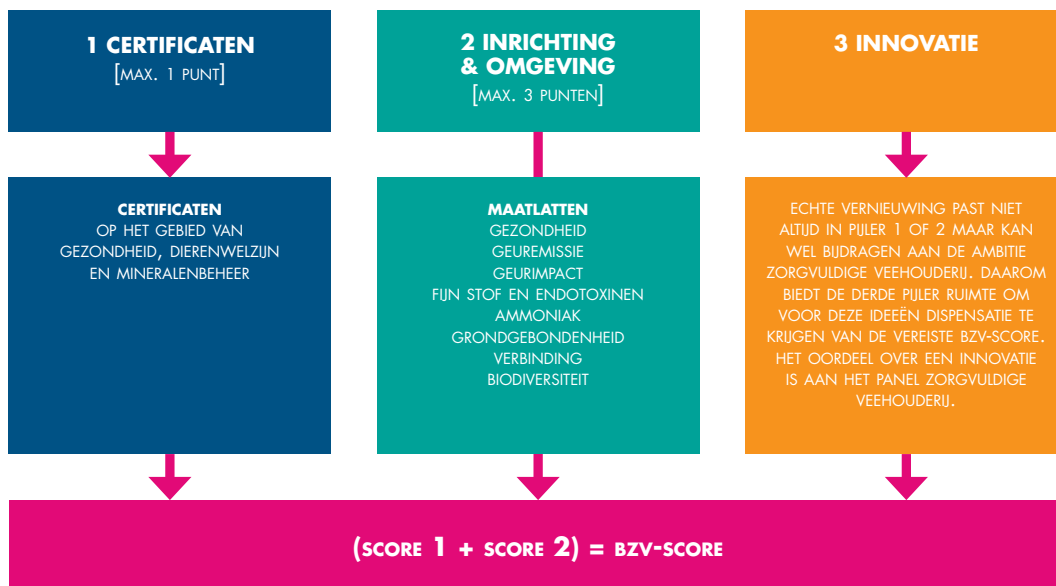 1 CERTIFICATEN
[MAX. 1 PUNT]
CERTIFICATEN
OP HET GEBIED VAN
GEZONDHEID, DIERENWELZIJN
EN MINERALENBEHEER
2 INRICHTING
& OMGEVING
[MAX. 3 PUNTEN]
MAATLATTEN
GEZONDHEID
GEUREMISSIE
GEURIMPACT
FIJN STOF EN ENDOTOXINEN
AMMONIAK
GRONDGEBONDENHEID
VERBINDING
BIODIVERSITEIT
3 INNOVATIE
ECHTE VERNIEUWING PAST NIET
ALTIJD IN PIJLER 1 OF 2 MAAR KAN
WEL BIJDRAGEN AAN DE AMBITIE
ZORGVULDIGE VEEHOUDERIJ. DAAROM
BIEDT DE DERDE PIJLER RUIMTE OM
VOOR DEZE IDEEËN DISPENSATIE TE
KRIJGEN VAN DE VEREISTE BZV-SCORE.
HET OORDEEL OVER EEN INNOVATIE
IS AAN HET PANEL ZORGVULDIGE
VEEHOUDERIJ.
(SCORE 1 + SCORE 2) = BZV-SCORE